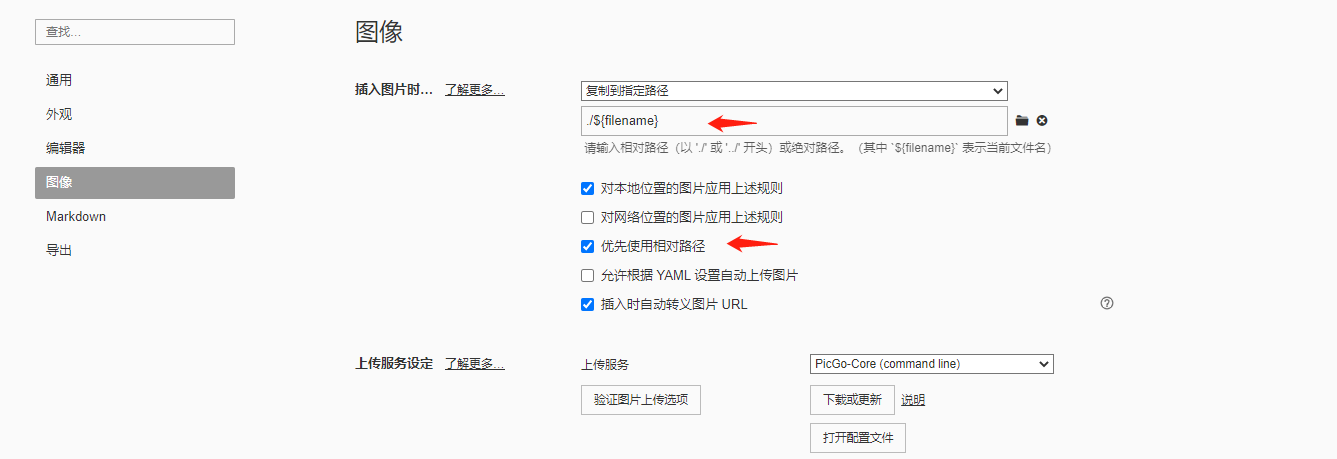 查找...
通用
外观
编辑器
图像
Markdown
导出
图像
插入图片时... 了解更多...
复制到指定路径
./${filename}
请输入相对路径（以 './' 或 '../' 开头）或绝对路径。（其中 `${filename}` 表示当前文件名）
对本地位置的图片应用上述规则
对网络位置的图片应用上述规则
优先使用相对路径
允许根据 YAML 设置自动上传图片
插入时自动转义图片 URL
上传服务设定 了解更多...
上传服务 PicGo-Core (command line)
验证图片上传选项 下载或更新 说明
打开配置文件